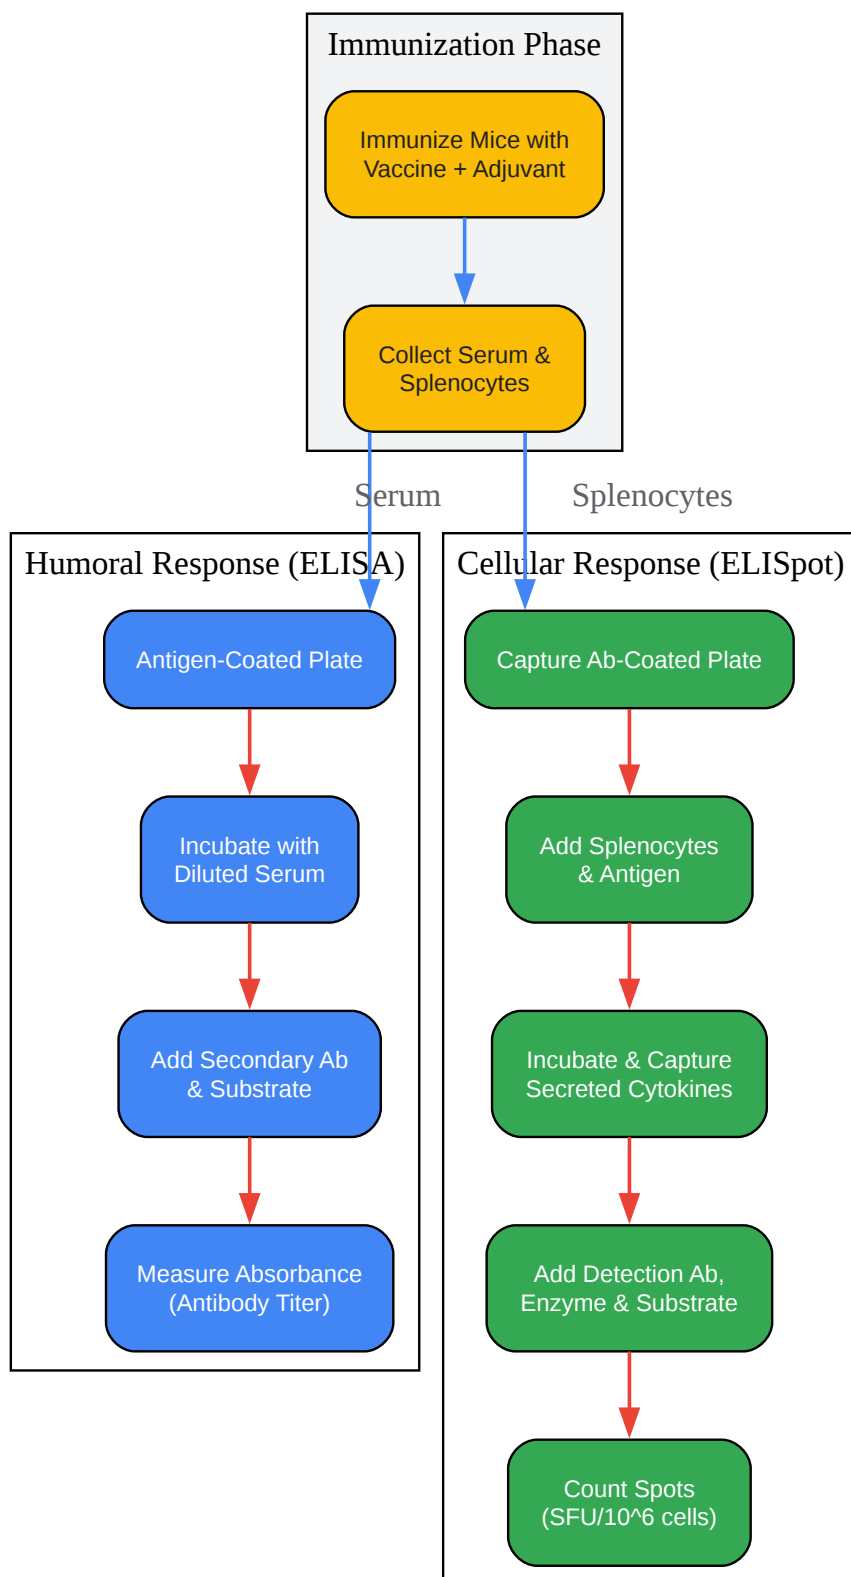 Immunization Phase
Immunize Mice with
Vaccine + Adjuvant
Collect Serum &
Splenocytes
Serum
Splenocytes
Humoral Response (ELISA)
Antigen-Coated Plate
Incubate with
Diluted Serum
Add Secondary Ab
& Substrate
Measure Absorbance
(Antibody Titer)
Cellular Response (ELISpot)
Capture Ab-Coated Plate
Add Splenocytes
& Antigen
Incubate & Capture
Secreted Cytokines
Add Detection Ab,
Enzyme & Substrate
Count Spots
(SFU/10^6 cells)